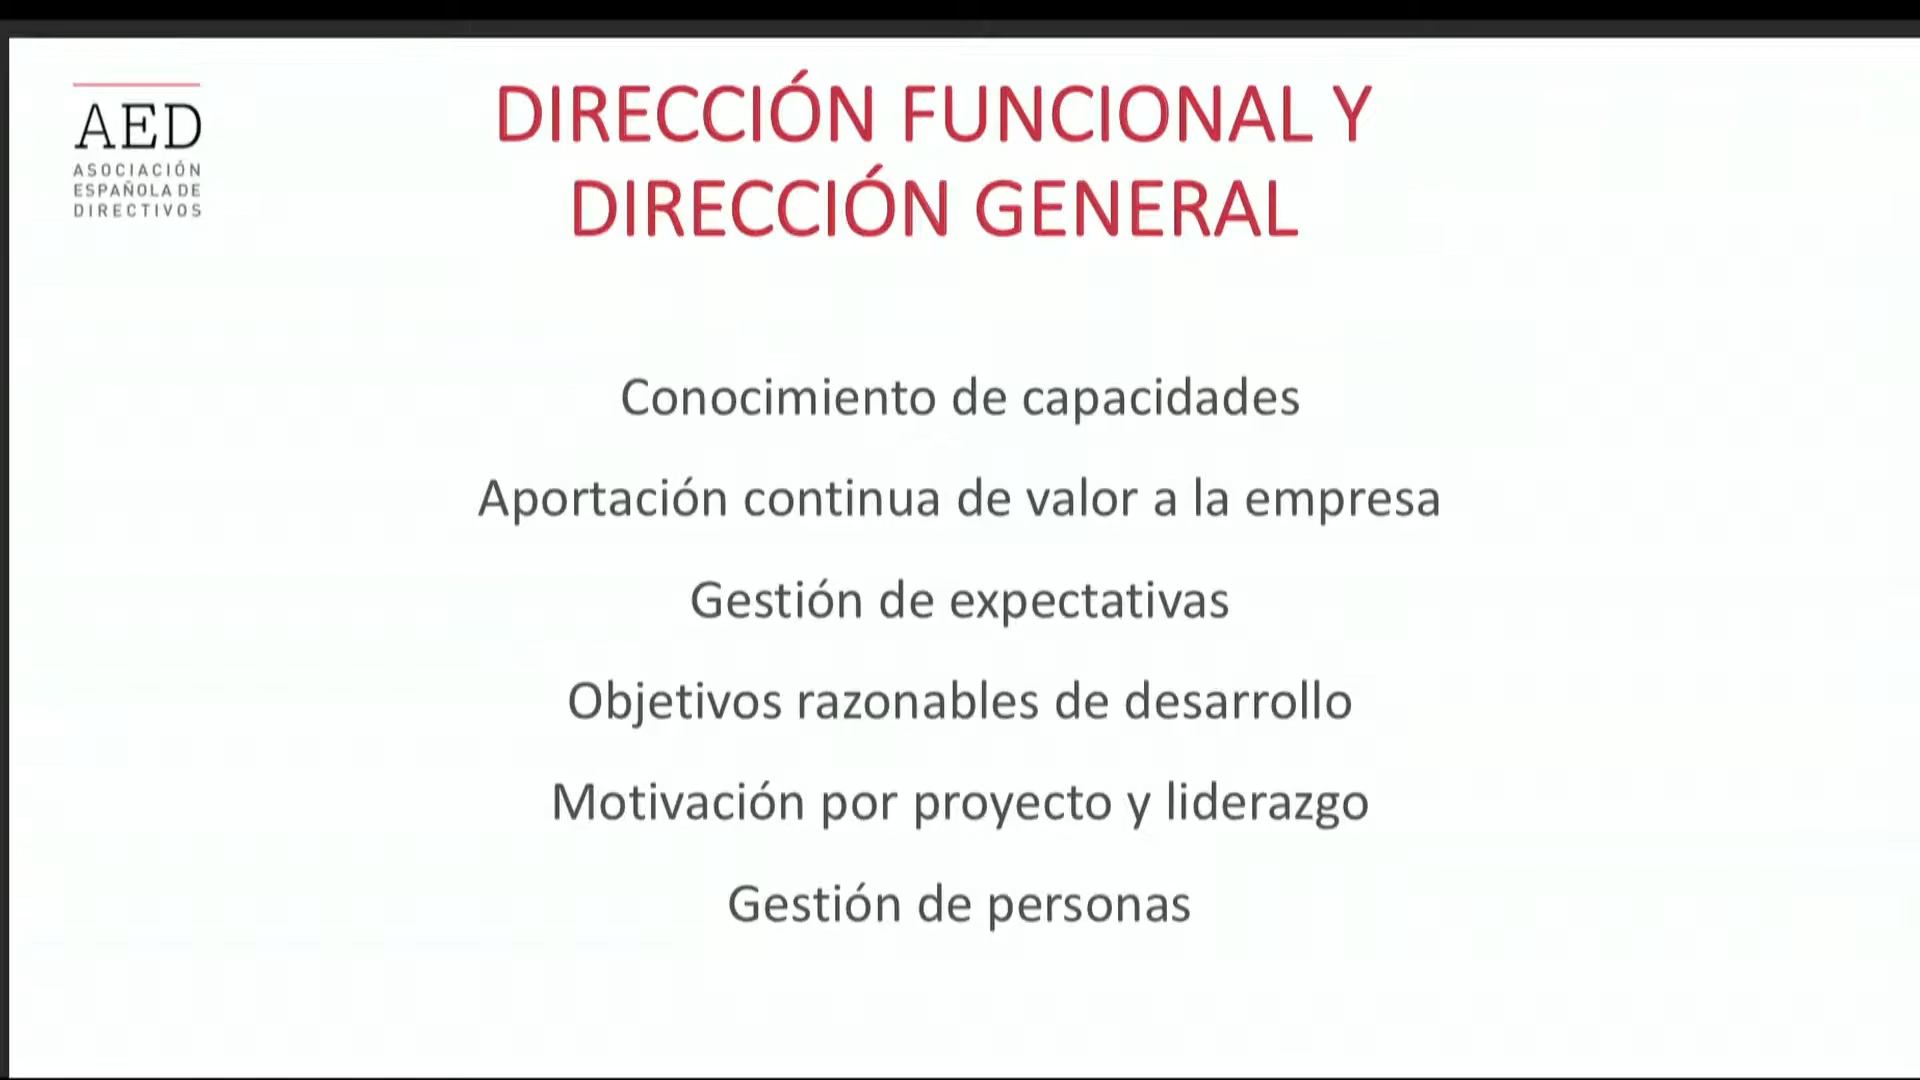 AED
ASOCIACIÓN
ESPAÑOLA DE
DIRECTIVOS
DIRECCIÓN FUNCIONAL Y
DIRECCIÓN GENERAL
Conocimiento de capacidades
Aportación continua de valor a la empresa
Gestión de expectativas
Objetivos razonables de desarrollo
Motivación por proyecto y liderazgo
Gestión de personas